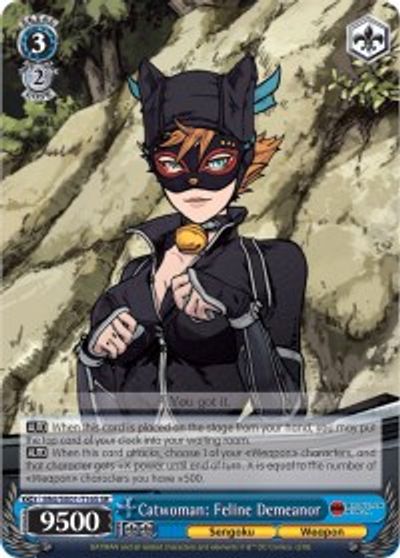 3
2
You got it.
AUTO When this card is placed on the stage from your hand, you may put
the top card of your clock into your waiting room.
AUTO When this card attacks, choose 1 of your «Weapon» characters, and
that character gets +X power until end of turn. X is equal to the number
of «Weapon» characters you have ×500.
Catwoman: Feline Demeanor
9500
Sengoku
Weapon